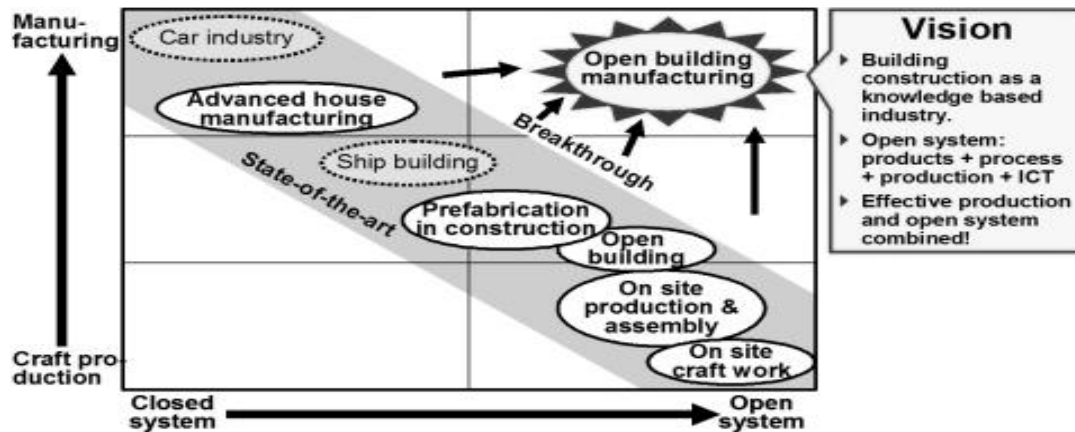 Manu-
facturing
Car industry
Advanced house
manufacturing
Ship building
State-of-the-art
Prefabrication
in construction
Open
building
On site
production &
assembly
On site
craft work
Open building
manufacturing
Breakthrough
Craft pro
duction
Closed
system
Open
system
Vision
Building
construction as a
knowledge based
industry.
Open system:
products + process
+ production + ICT
Effective production
and open system
combined!